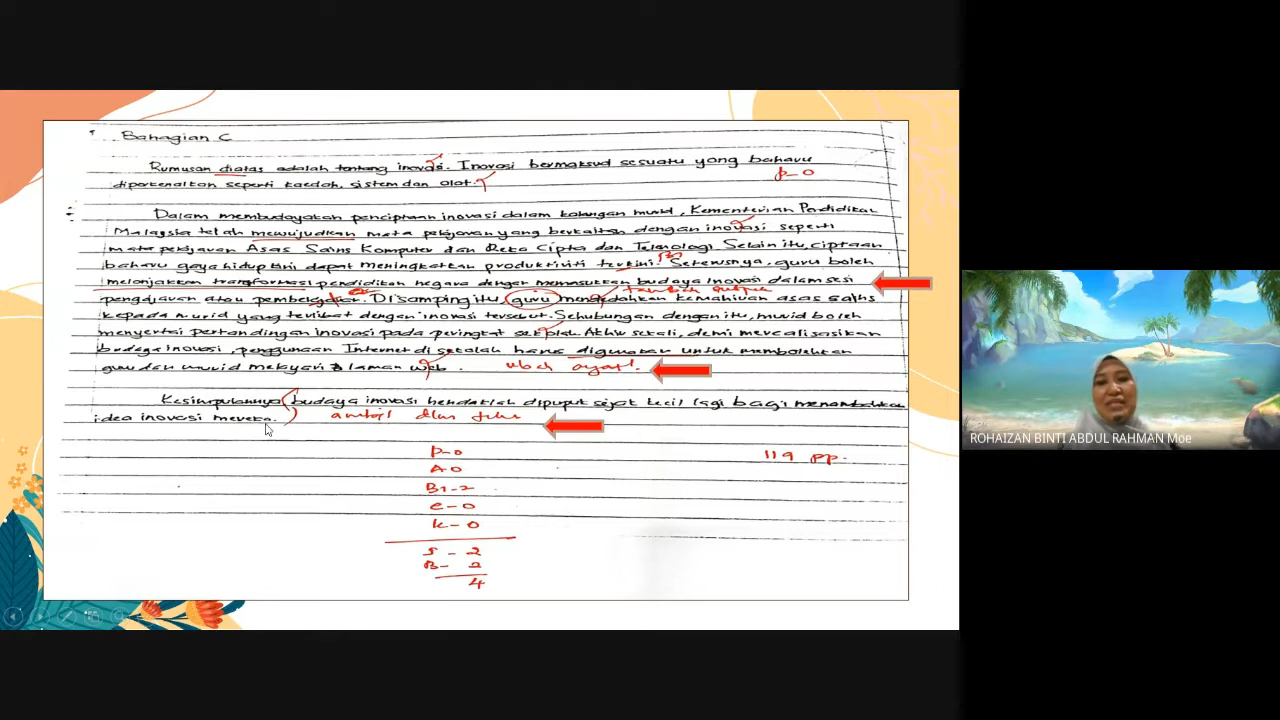 Bahagian C
Rumusan diatas adalah tentang inovasi. Inovasi bermaksud sesuatu yang baharu
P-0
diperkenalkan seperti kaedah, sistem dan alat.
Dalam membudayakan penciptaan inovasi dalam kalangan murid, Kementerian Pendidikan
Malaysia telah mewujudkan mata pelajaran yang berkaitan dengan inovasi seperti
mata pelajaran Asas Sains Komputer dan Reka Cipta dan Teknologi. Selain itu, ciptaan
baharu gaya hidup kini dapat meningkatkan produktiviti terkini. Seterusnya, guru boleh
melonjakkan transformasi pendidikan negara dengan memasukkan budaya inovasi dalam sesi
pengajaran atau Disamping itu, guru kemahiran asas sains
kepada murid yang terlibat dengan inovasi tersebut. Sehubungan dengan itu, murid boleh
menyertai pertandingan inovasi pada peringkat sekolah. Akhir sekali, demi merealisasikan
budaya inovasi, penggunaan Internet di sekolah harus digunakan untuk membolehkan
guru dan murid melayari laman web. ubah ayat.
Kesimpulannya budaya inovasi hendaklah dipupuk sejak kecil lagi bagi menambahkan
idea inovasi mereka. ambil dlm teks
P-0
119 pp.
A-0
B1-2
C-0
K-0
S-2
B-2
4
ROHAIZAN BINTI ABDUL RAHMAN Moe